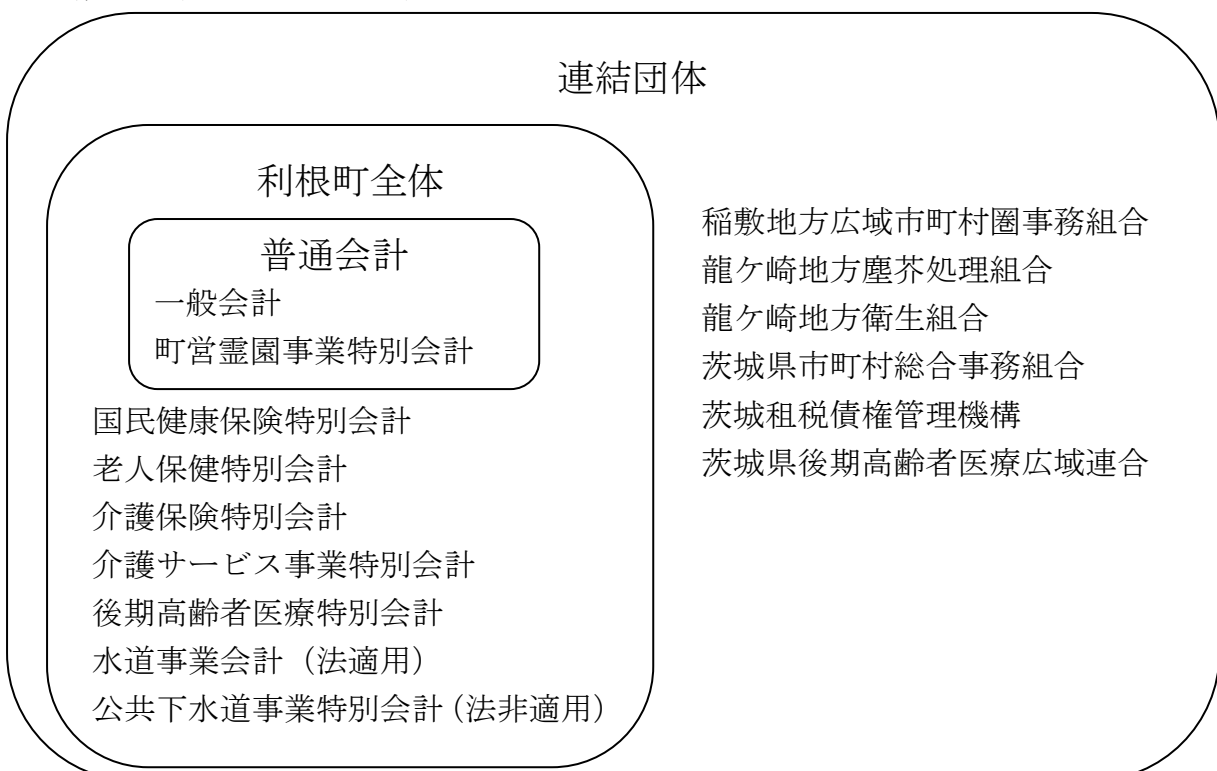 連結団体
利根町全体
普通会計
一般会計
町営霊園事業特別会計
国民健康保険特別会計
老人保健特別会計
介護保険特別会計
介護サービス事業特別会計
後期高齢者医療特別会計
水道事業会計（法適用）
公共下水道事業特別会計（法非適用）
稲敷地方広域市町村圏事務組合
龍ケ崎地方塵芥処理組合
龍ケ崎地方衛生組合
茨城県市町村総合事務組合
茨城租税債権管理機構
茨城県後期高齢者医療広域連合